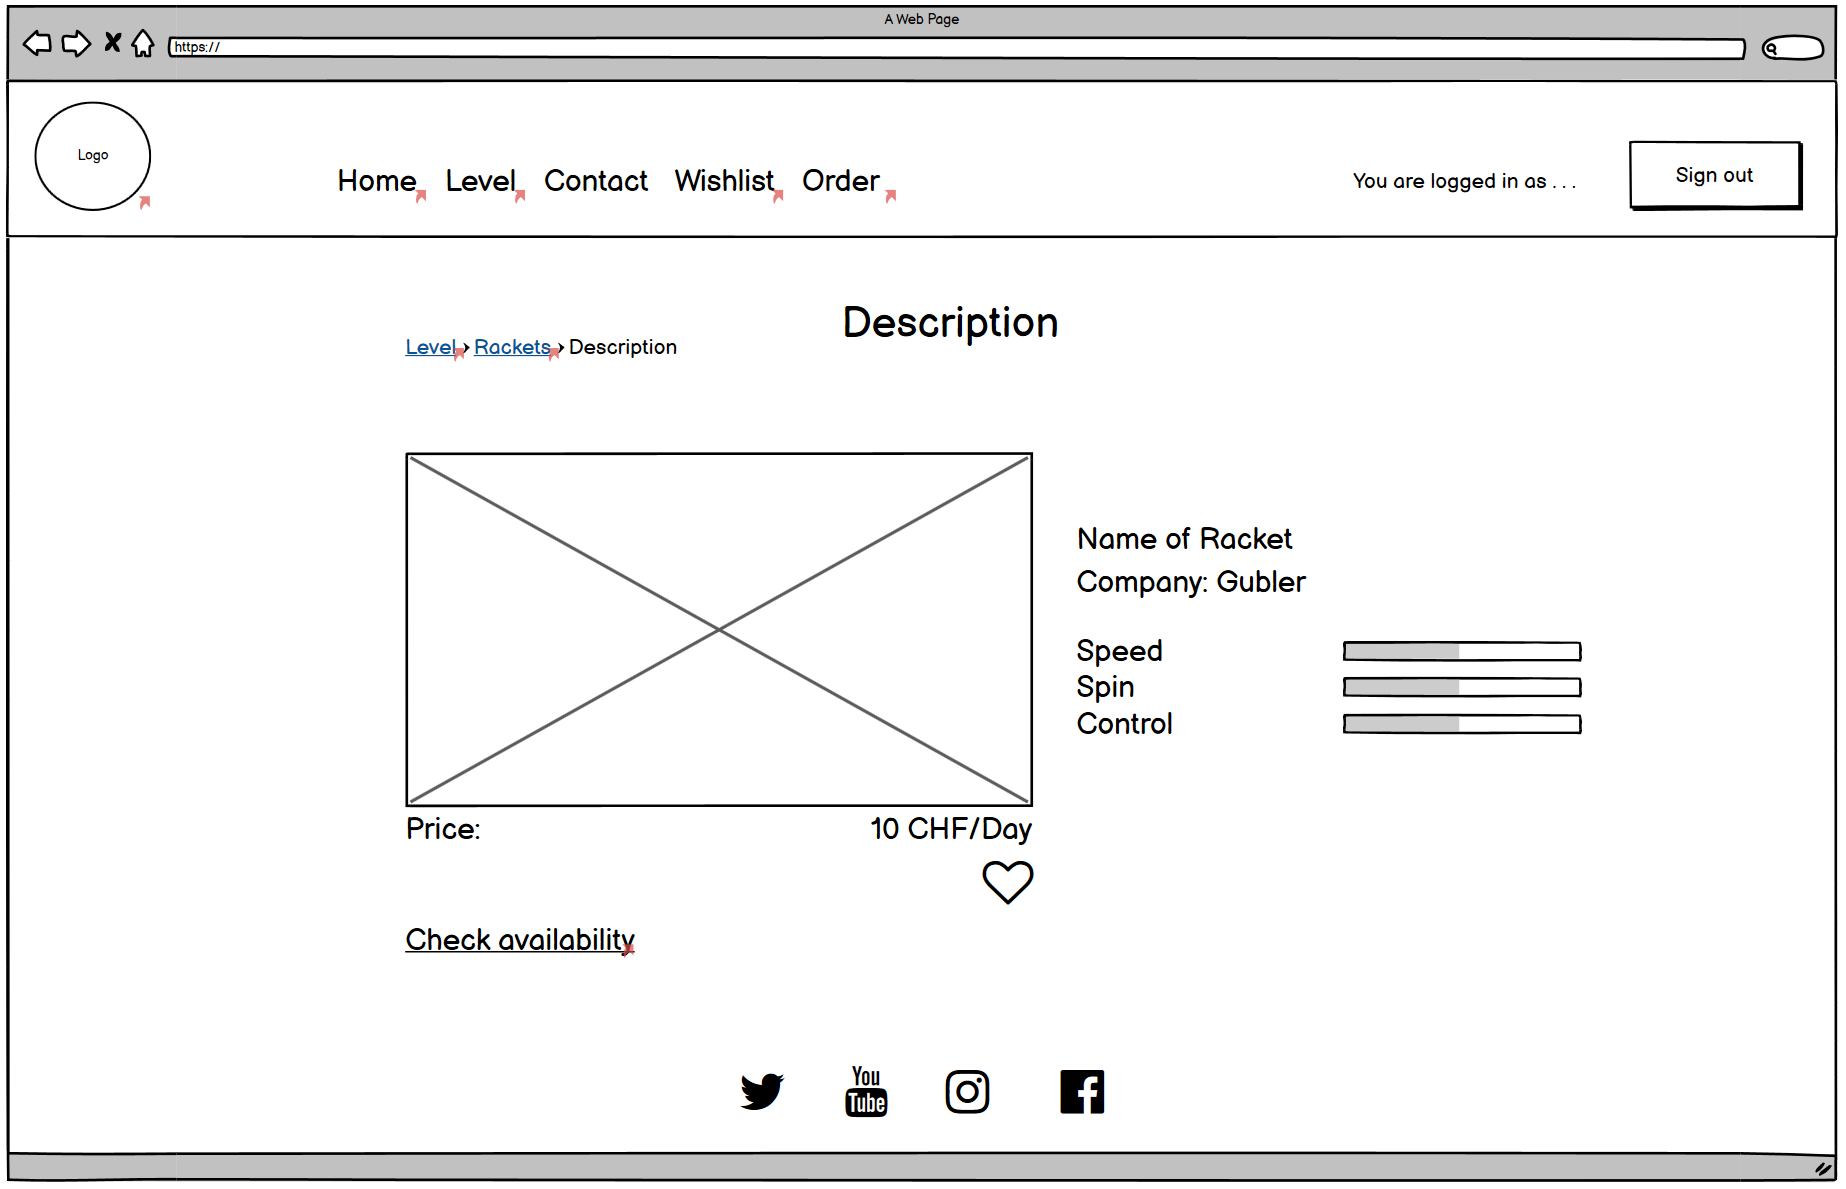 A Web Page
https://
Logo
Home Level Contact Wishlist Order
You are logged in as . . .
Sign out
Description
Level > Rackets > Description
Name of Racket
Company: Gubler
Speed
Spin
Control
Price: 10 CHF/Day
Check availability
You
Tube